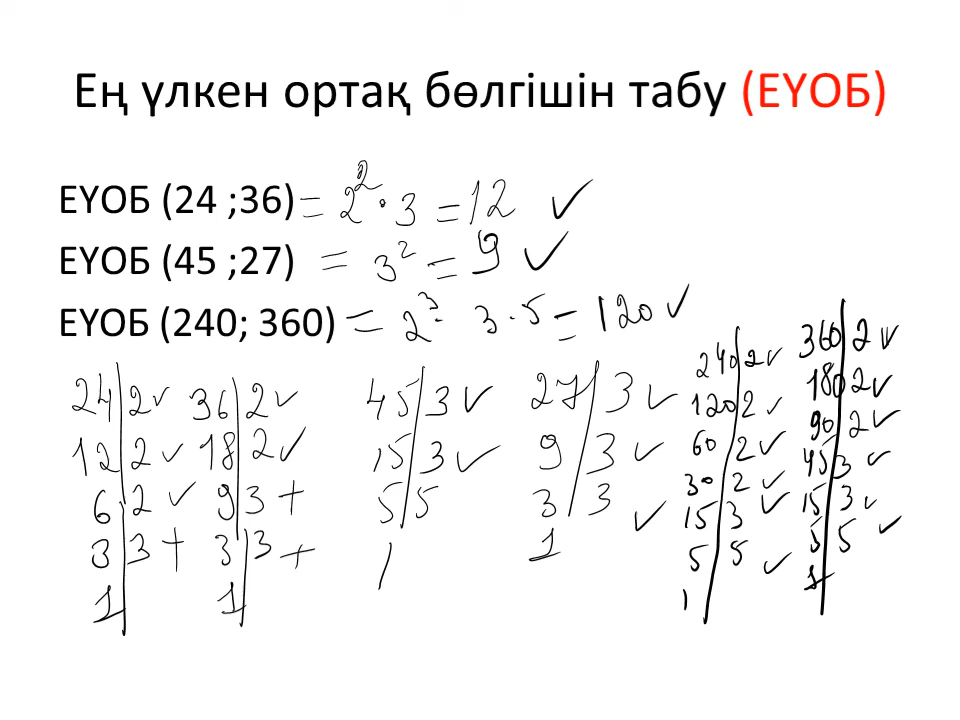 Ең үлкен ортақ бөлгішін табу (ЕҮОБ)
ЕҮОБ (24 ;36) = 2² · 3 = 12 ✓
ЕҮОБ (45 ;27) = 3² = 9 ✓
ЕҮОБ (240; 360) = 2³ · 3 · 5 = 120 ✓
24 | 2 ✓
12 | 2 ✓
6 | 2 ✓
3 | 3 +
1
36 | 2 ✓
18 | 2 ✓
9 | 3 +
3 | 3 +
1
45 | 3 ✓
15 | 3 ✓
5 | 5
1
27 | 3 ✓
9 | 3 ✓
3 | 3 ✓
1
240 | 2 ✓
120 | 2 ✓
60 | 2 ✓
30 | 2 ✓
15 | 3 ✓
5 | 5 ✓
1
360 | 2 ✓
180 | 2 ✓
90 | 2 ✓
45 | 3 ✓
15 | 3 ✓
5 | 5 ✓
1